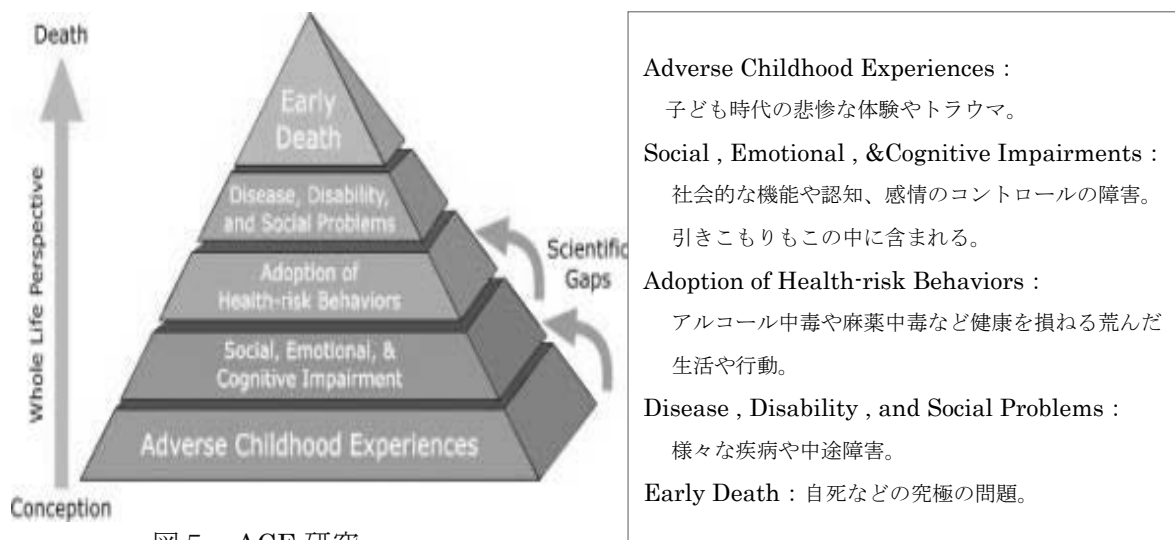 Death
Whole Life Perspective
Conception
Early
Death
Disease, Disability,
and Social Problems
Adoption of
Health-risk Behaviors
Social, Emotional, &
Cognitive Impairment
Adverse Childhood Experiences
Scientific
Gaps
Adverse Childhood Experiences：
子ども時代の悲惨な体験やトラウマ。
Social , Emotional , &Cognitive Impairments：
社会的な機能や認知、感情のコントロールの障害。
引きこもりもこの中に含まれる。
Adoption of Health-risk Behaviors：
アルコール中毒や麻薬中毒など健康を損ねる荒んだ
生活や行動。
Disease , Disability , and Social Problems：
様々な疾病や中途障害。
Early Death：自死などの究極の問題。